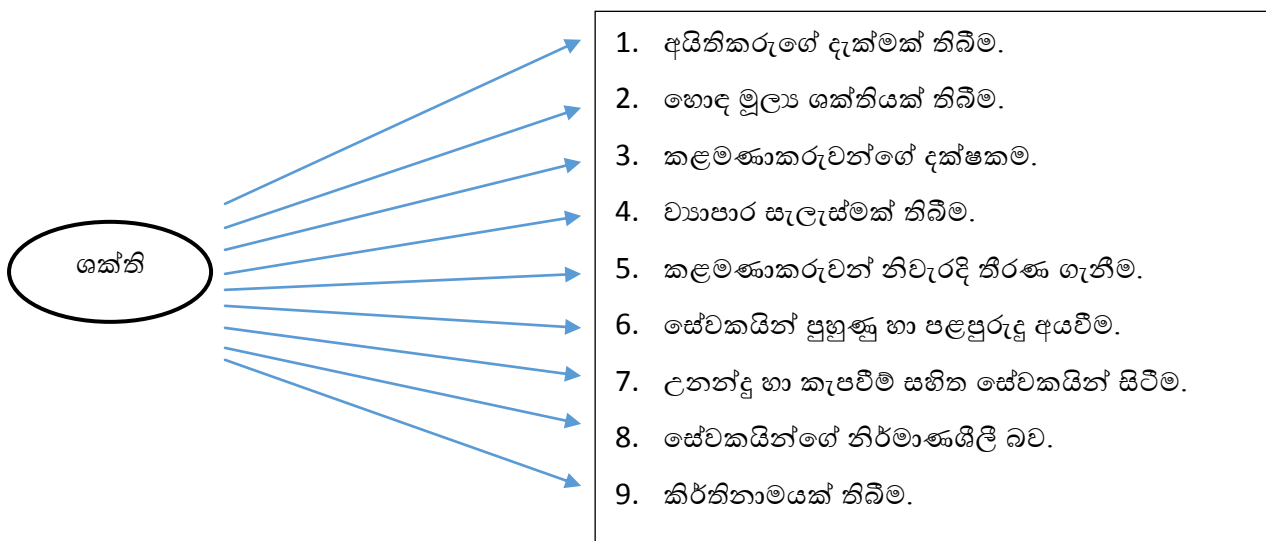 ශක්ති
1. අයිතිකරුගේ දැක්මක් තිබීම.
2. හොඳ මූල්‍ය ශක්තියක් තිබීම.
3. කළමණාකරුවන්ගේ දක්ෂකම.
4. ව්‍යාපාර සැලැස්මක් තිබීම.
5. කළමණාකරුවන් නිවැරදි තීරණ ගැනීම.
6. සේවකයින් පුහුණු හා පළපුරුදු අයවීම.
7. උනන්දු හා කැපවීම් සහිත සේවකයින් සිටීම.
8. සේවකයින්ගේ නිර්මාණශීලී බව.
9. කිර්තිනාමයක් තිබීම.